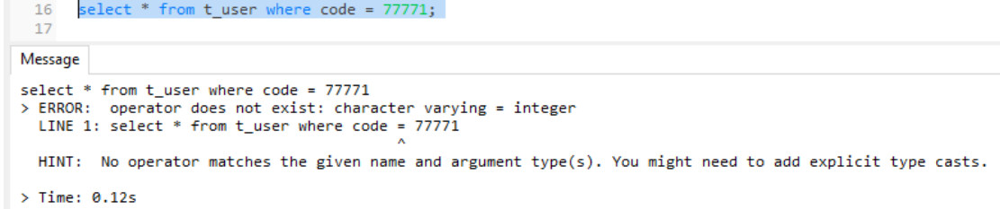 16 select * from t_user where code = 77771;
17
Message
select * from t_user where code = 77771
> ERROR:  operator does not exist: character varying = integer
LINE 1: select * from t_user where code = 77771
^
HINT:  No operator matches the given name and argument type(s). You might need to add explicit type casts.
> Time: 0.12s